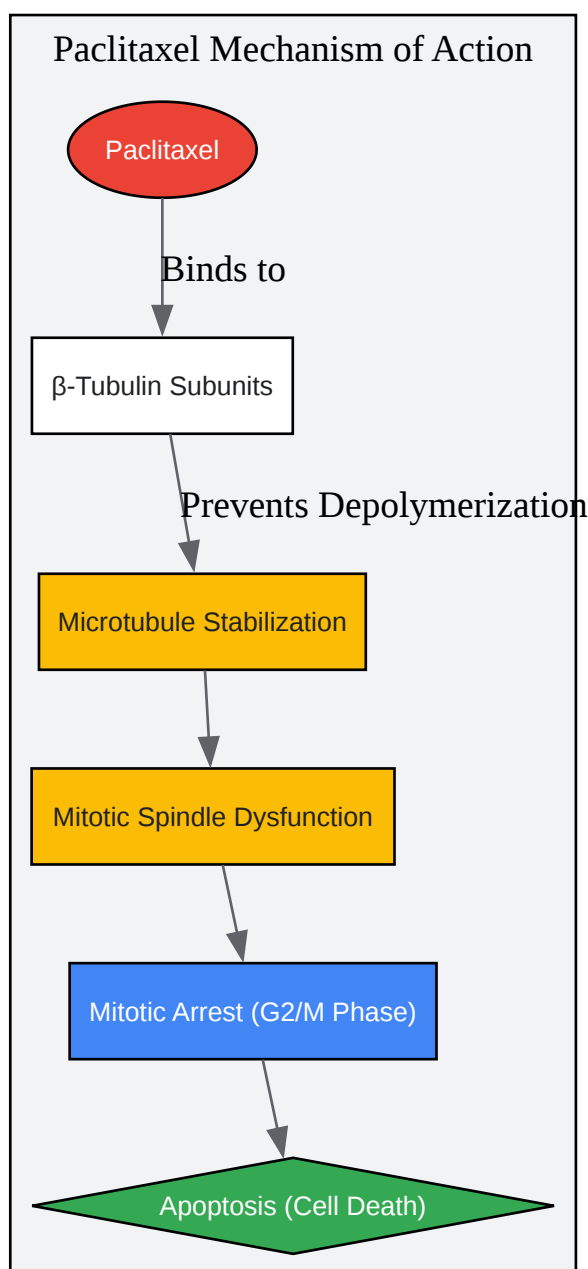 Paclitaxel Mechanism of Action
Paclitaxel
Binds to
β-Tubulin Subunits
Prevents Depolymerization
Microtubule Stabilization
Mitotic Spindle Dysfunction
Mitotic Arrest (G2/M Phase)
Apoptosis (Cell Death)